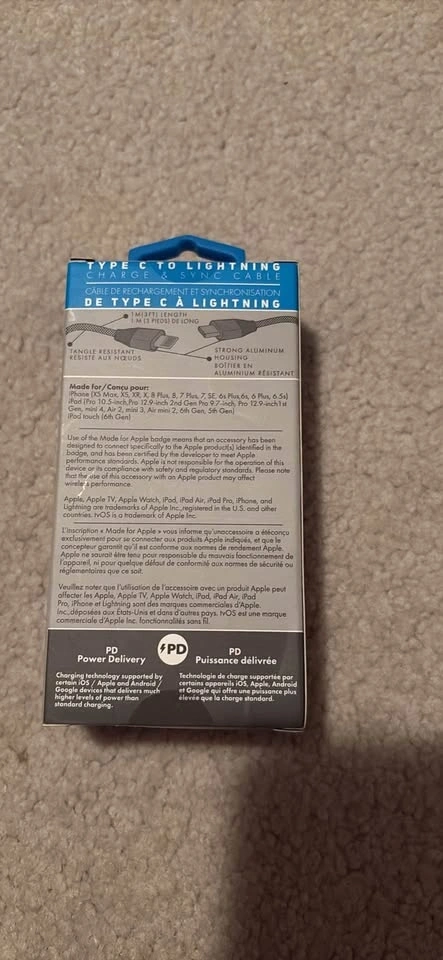 TYPE C TO LIGHTNING
CHARGE & SYNC CABLE
CÂBLE DE RECHARGEMENT ET SYNCHRONISATION
DE TYPE C À LIGHTNING
1M(3FT) LENGTH
1-M (3 PIEDS) DE LONG
TANGLE RESISTANT
RÉSISTE AUX NŒUDS
STRONG ALUMINUM
HOUSING
BOÎTIER EN
ALUMINIUM RÉSISTANT
Made for/Conçu pour:
iPhone (XS Max, XS, XR, X, 8 Plus, 8, 7 Plus, 7, SE, 6s Plus,6s, 6 Plus, 6.5s)
iPad (Pro 10.5-inch,Pro 12.9-inch 2nd Gen Pro 9.7-inch, Pro 12.9-inch1st
Gen, mini 4, Air 2, mini 3, Air mini 2, 6th Gen, 5th Gen)
iPad touch (6th Gen)
Use of the Made for Apple badge means that an accessory has been
designed to connect specifically to the Apple product(s) identified in the
badge, and has been certified by the developer to meet Apple
performance standards. Apple is not responsible for the operation of this
device or its compliance with safety and regulatory standards. Please note
that the use of this accessory with an Apple product may affect
wireless performance.
Apple, Apple TV, Apple Watch, iPad, iPad Air, iPad Pro, iPhone, and
Lightning are trademarks of Apple Inc.,registered in the U.S. and other
countries. tvOS is a trademark of Apple Inc.
L'inscription « Made for Apple » vous informe qu'unaccessoire a étéconçu
exclusivement pour se connecter aux produits Apple indiqués, et que le
concepteur garantit qu'il est conforme aux normes de rendement Apple.
Apple ne saurait être tenu pour responsable du mauvais fonctionnement de
l'appareil, ni pour quelque défaut de conformité aux normes de sécurité ou
réglementaires que ce soit.
Veuillez noter que l'utilisation de l'accessoire avec un produit Apple peut
affecter les Apple, Apple TV, Apple Watch, iPad, iPad Air, iPad
Pro, iPhone et Lightning sont des marques commerciales d'Apple.
Inc.,déposées aux États-Unis et dans d'autres pays. tvOS est une marque
commerciale d'Apple Inc. fonctionnalités sans fil.
PD
Power Delivery
PD
PD
Puissance délivrée
Charging technology supported by
certain iOS / Apple and Android /
Google devices that delivers much
higher levels of power than
standard charging.
Technologie de charge supportée par
certains appareils iOS, Apple, Android
et Google qui offre une puissance plus
élevée que la charge standard.